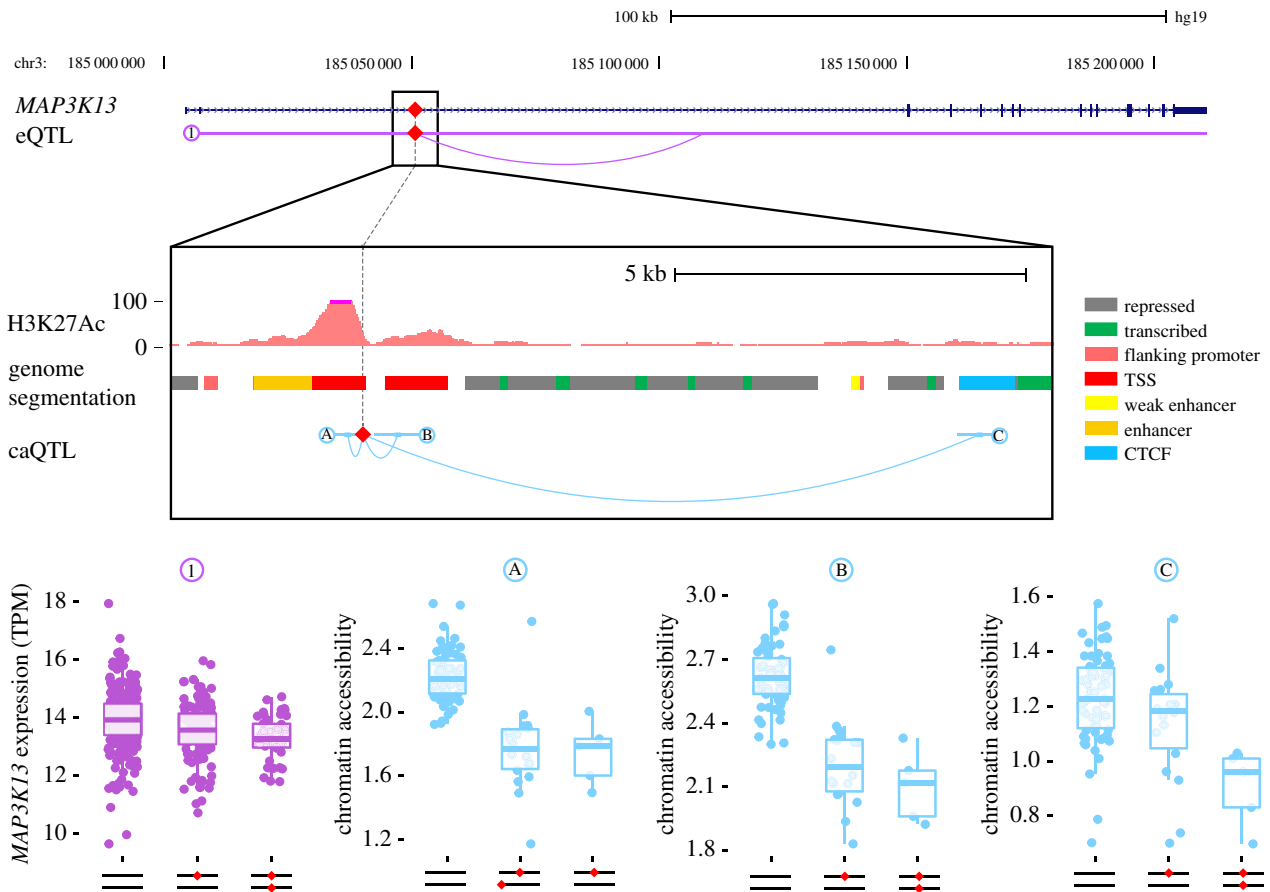 100 kb hg19
chr3: 185 000 000 185 050 000 185 100 000 185 150 000 185 200 000
MAP3K13
eQTL 1
5 kb
100
H3K27Ac
0
genome
segmentation
caQTL A B C
repressed
transcribed
flanking promoter
TSS
weak enhancer
enhancer
CTCF
1
MAP3K13 expression (TPM)
18
16
14
12
10
A
chromatin accessibility
2.4
2.0
1.6
1.2
B
chromatin accessibility
3.0
2.7
2.4
2.1
1.8
C
chromatin accessibility
1.6
1.4
1.2
1.0
0.8